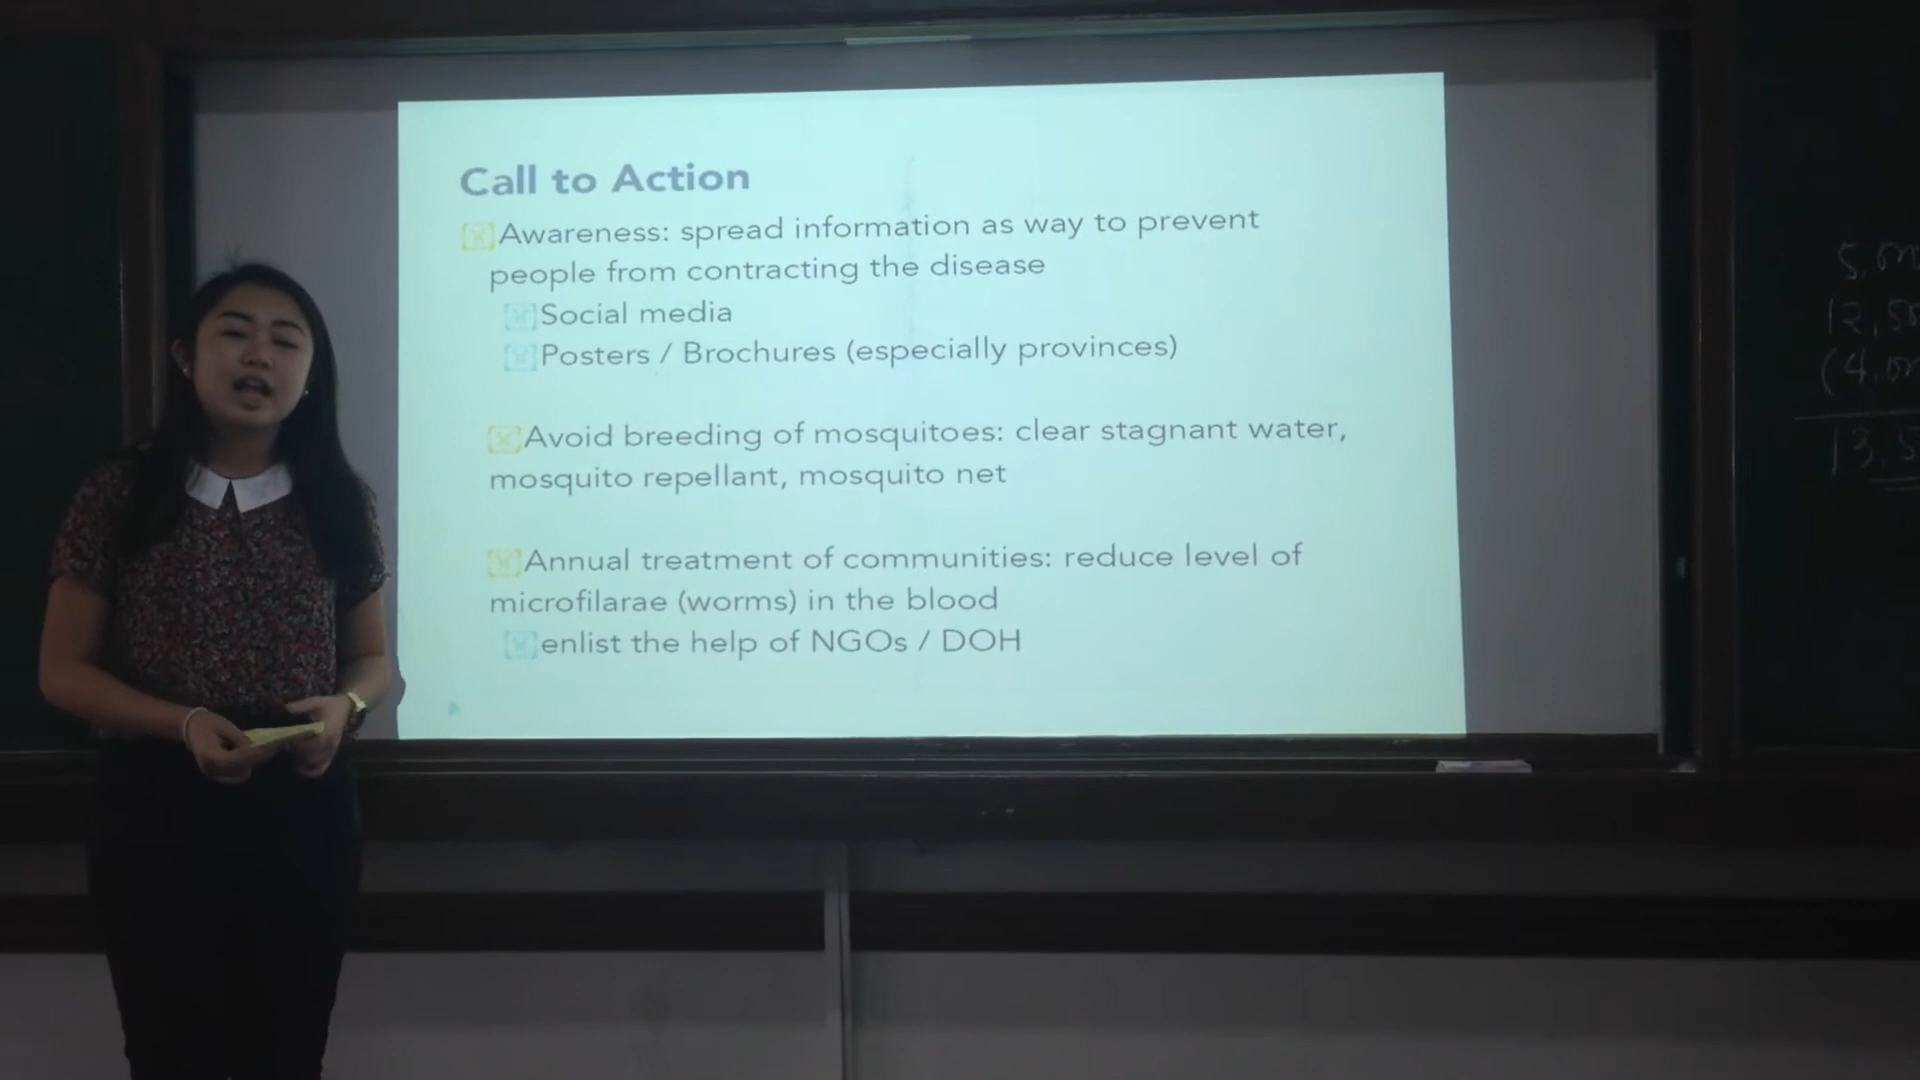 Call to Action
Awareness: spread information as way to prevent
people from contracting the disease
Social media
Posters / Brochures (especially provinces)
Avoid breeding of mosquitoes: clear stagnant water,
mosquito repellant, mosquito net
Annual treatment of communities: reduce level of
microfilarae (worms) in the blood
enlist the help of NGOs / DOH